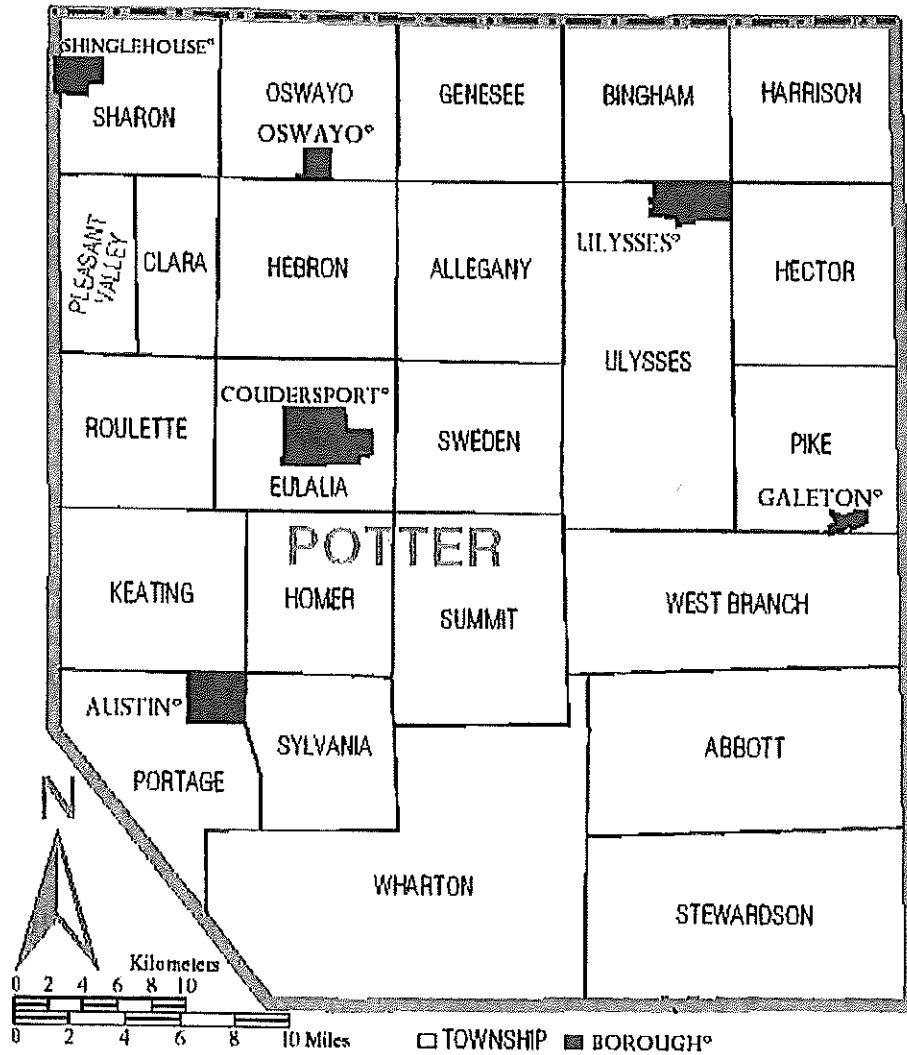 SHINGLEHOUSE°
SHARON
OSWAYO
OSWAYO°
GENESEE
BINGHAM
HARRISON
PLEASANT
VALLEY
CLARA
HEBRON
ALLEGANY
ULYSSES°
HECTOR
ULYSSES
ROULETTE
COUDERSPORT°
EULALIA
SWEDEN
PIKE
GALETON°
POTTER
KEATING
HOMER
SUMMIT
WEST BRANCH
AUSTIN°
SYLVANIA
ABBOTT
PORTAGE
N
WHARTON
STEWARDSON
Kilometers
0 2 4 6 8 10
0 2 4 6 8 10 Miles
TOWNSHIP BOROUGH°